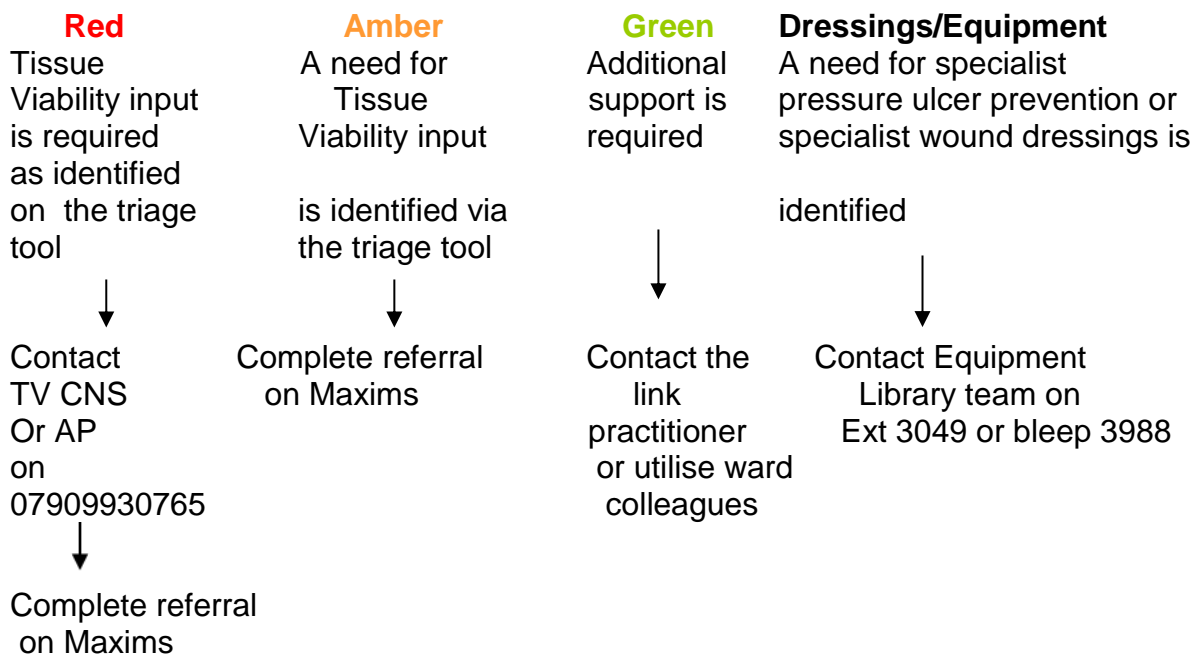 Red
Tissue
Viability input
is required
as identified
on the triage
tool
Contact
TV CNS
Or AP
on
07909930765
Complete referral
on Maxims
Amber
A need for
Tissue
Viability input
is identified via
the triage tool
Complete referral
on Maxims
Green
Additional
support is
required
Contact the
link
practitioner
or utilise ward
colleagues
Dressings/Equipment
A need for specialist
pressure ulcer prevention or
specialist wound dressings is
identified
Contact Equipment
Library team on
Ext 3049 or bleep 3988